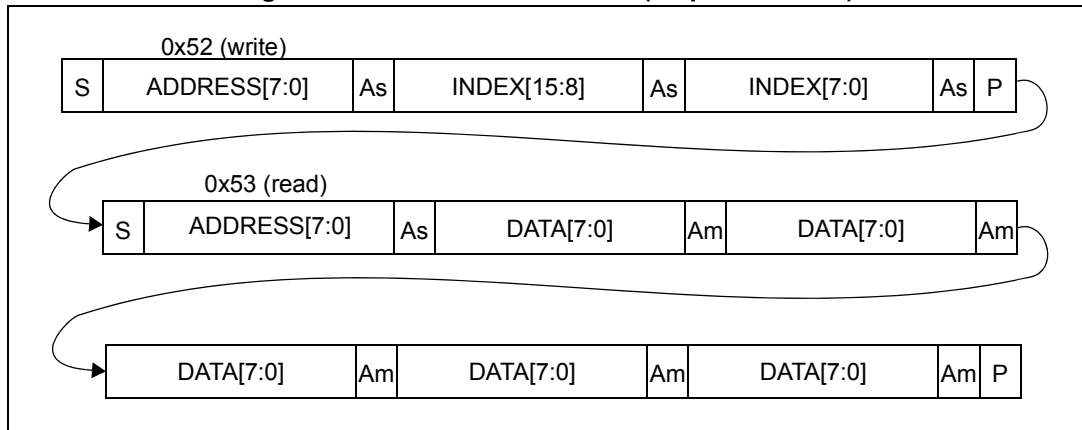 0x52 (write)
S ADDRESS[7:0] As INDEX[15:8] As INDEX[7:0] As P
0x53 (read)
S ADDRESS[7:0] As DATA[7:0] Am DATA[7:0] Am
DATA[7:0] Am DATA[7:0] Am DATA[7:0] Am P